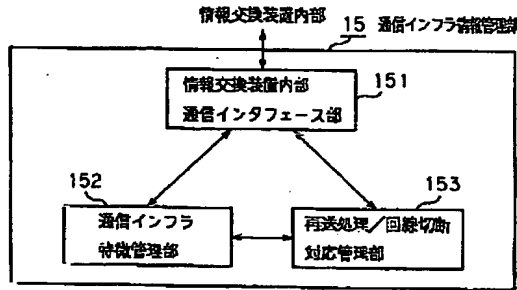 情報交換装置内部
15 通信インフラ情報管理部
情報交換装置内部
通信インタフェース部
151
152
通信インフラ
特徴管理部
153
再送処理／回線切断
対応管理部